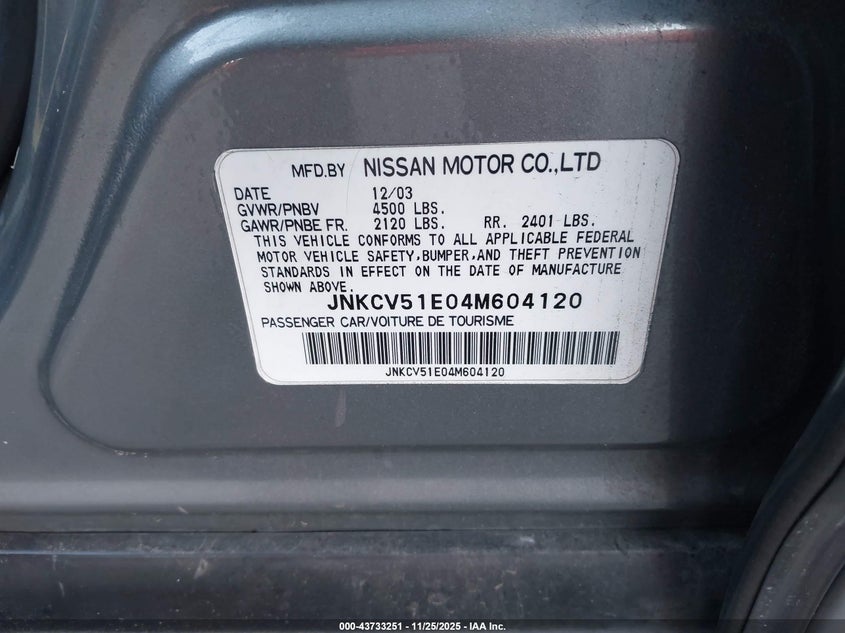 MFD.BY NISSAN MOTOR CO.,LTD
DATE 12/03
GVWR/PNBV 4500 LBS.
GAWR/PNBE FR. 2120 LBS. RR. 2401 LBS.
THIS VEHICLE CONFORMS TO ALL APPLICABLE FEDERAL
MOTOR VEHICLE SAFETY,BUMPER,AND THEFT PREVENTION
STANDARDS IN EFFECT ON THE DATE OF MANUFACTURE
SHOWN ABOVE.
JNKCV51E04M604120
PASSENGER CAR/VOITURE DE TOURISME
JNKCV51E04M604120
000-43733251 - 11/25/2025 - IAA Inc.